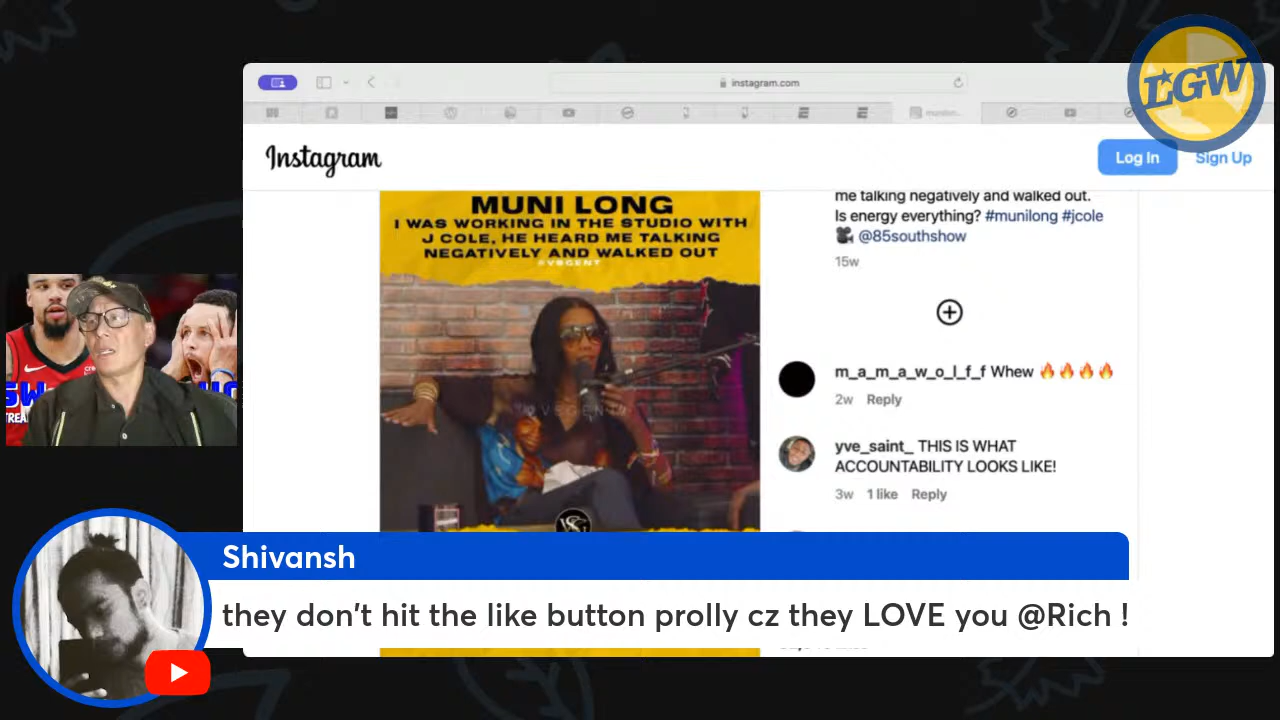 LGW
instagram.com
Instagram
Log In
Sign Up
MUNI LONG
I WAS WORKING IN THE STUDIO WITH
J COLE, HE HEARD ME TALKING
NEGATIVELY AND WALKED OUT
me talking negatively and walked out.
Is energy everything? #munilong #jcole
🎥 @85southshow
15w
m_a_m_a_w_o_l_f_f Whew 🔥🔥🔥🔥
2w Reply
yve_saint_ THIS IS WHAT
ACCOUNTABILITY LOOKS LIKE!
3w 1 like Reply
VSG
Shivansh
they don't hit the like button prolly cz they LOVE you @Rich !